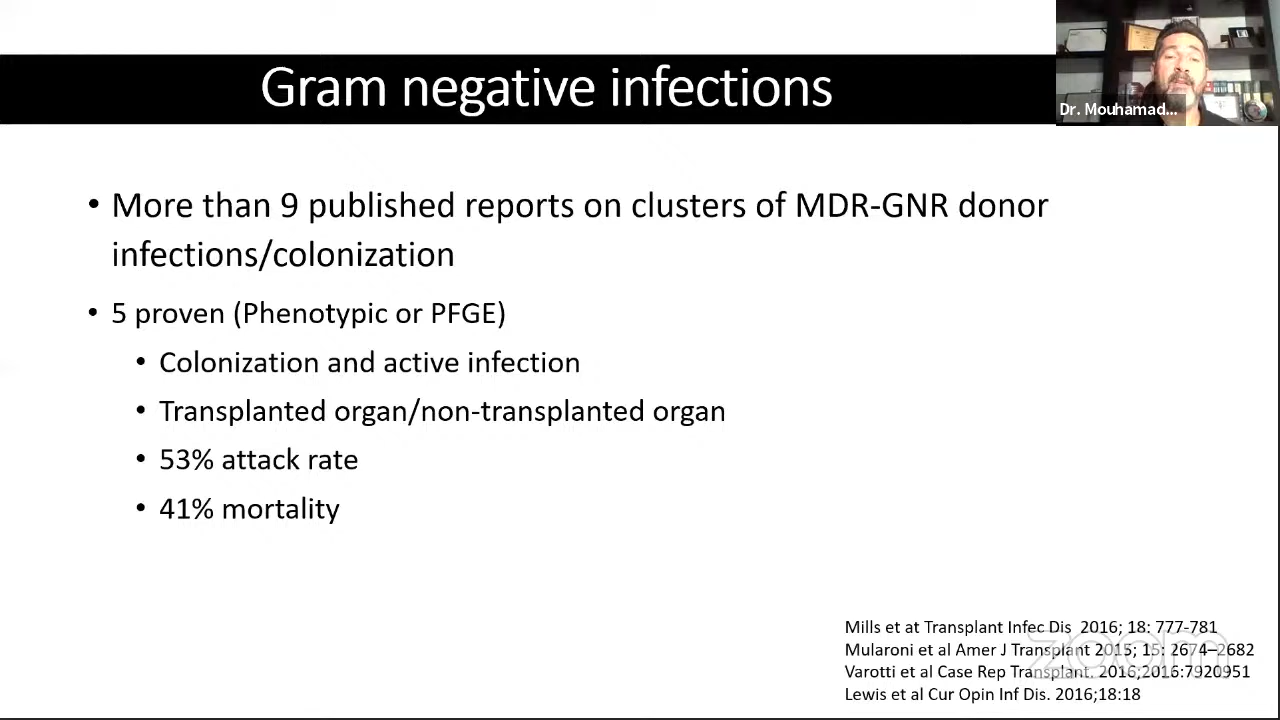 Gram negative infections
Dr. Mouhamad...
• More than 9 published reports on clusters of MDR-GNR donor
infections/colonization
• 5 proven (Phenotypic or PFGE)
• Colonization and active infection
• Transplanted organ/non-transplanted organ
• 53% attack rate
• 41% mortality
Mills et at Transplant Infec Dis 2016; 18: 777-781
Mularoni et al Amer J Transplant 2015; 15: 2674–2682
Varotti et al Case Rep Transplant. 2016;2016:7920951
Lewis et al Cur Opin Inf Dis. 2016;18:18
zoom